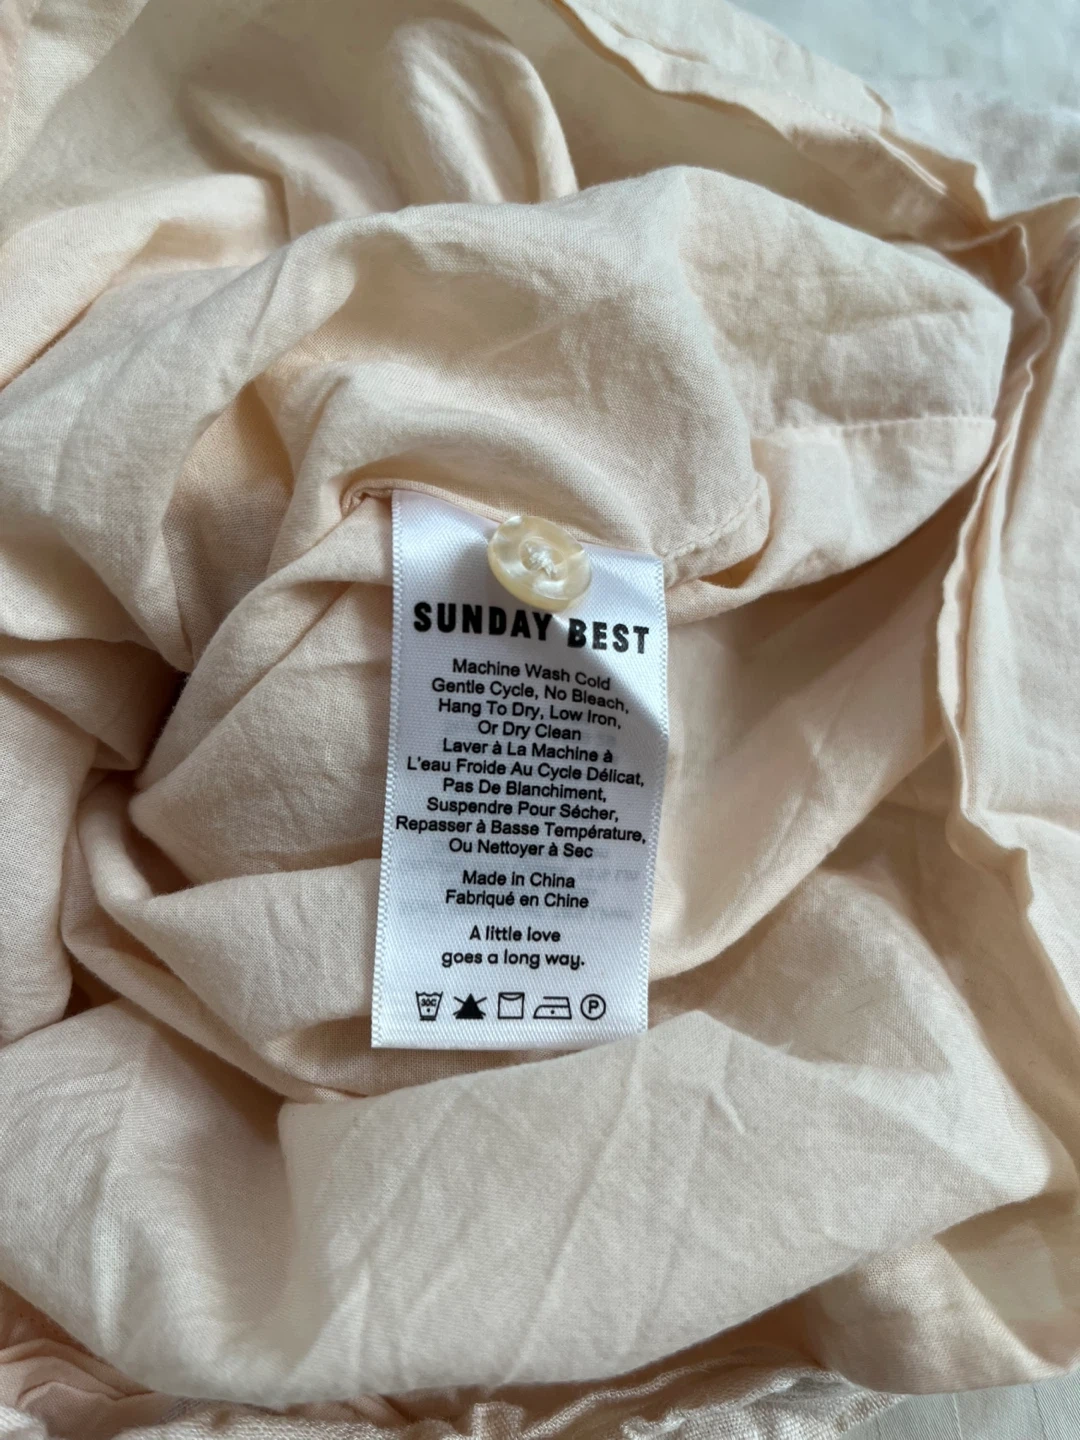 SUNDAY BEST
Machine Wash Cold
Gentle Cycle, No Bleach,
Hang To Dry, Low Iron,
Or Dry Clean
Laver à La Machine à
L'eau Froide Au Cycle Délicat,
Pas De Blanchiment,
Suspendre Pour Sécher,
Repasser à Basse Température,
Ou Nettoyer à Sec
Made in China
Fabriqué en Chine
A little love
goes a long way.
30C P